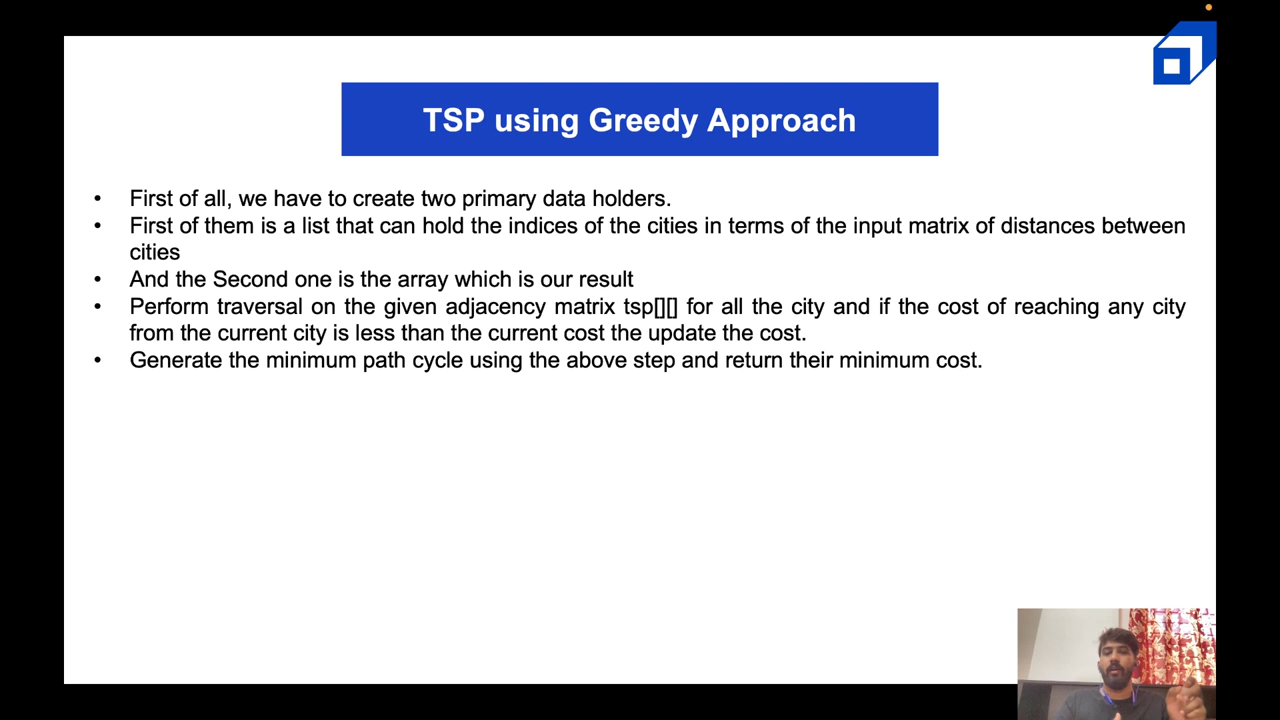 TSP using Greedy Approach
• First of all, we have to create two primary data holders.
• First of them is a list that can hold the indices of the cities in terms of the input matrix of distances between
cities
• And the Second one is the array which is our result
• Perform traversal on the given adjacency matrix tsp[][] for all the city and if the cost of reaching any city
from the current city is less than the current cost the update the cost.
• Generate the minimum path cycle using the above step and return their minimum cost.